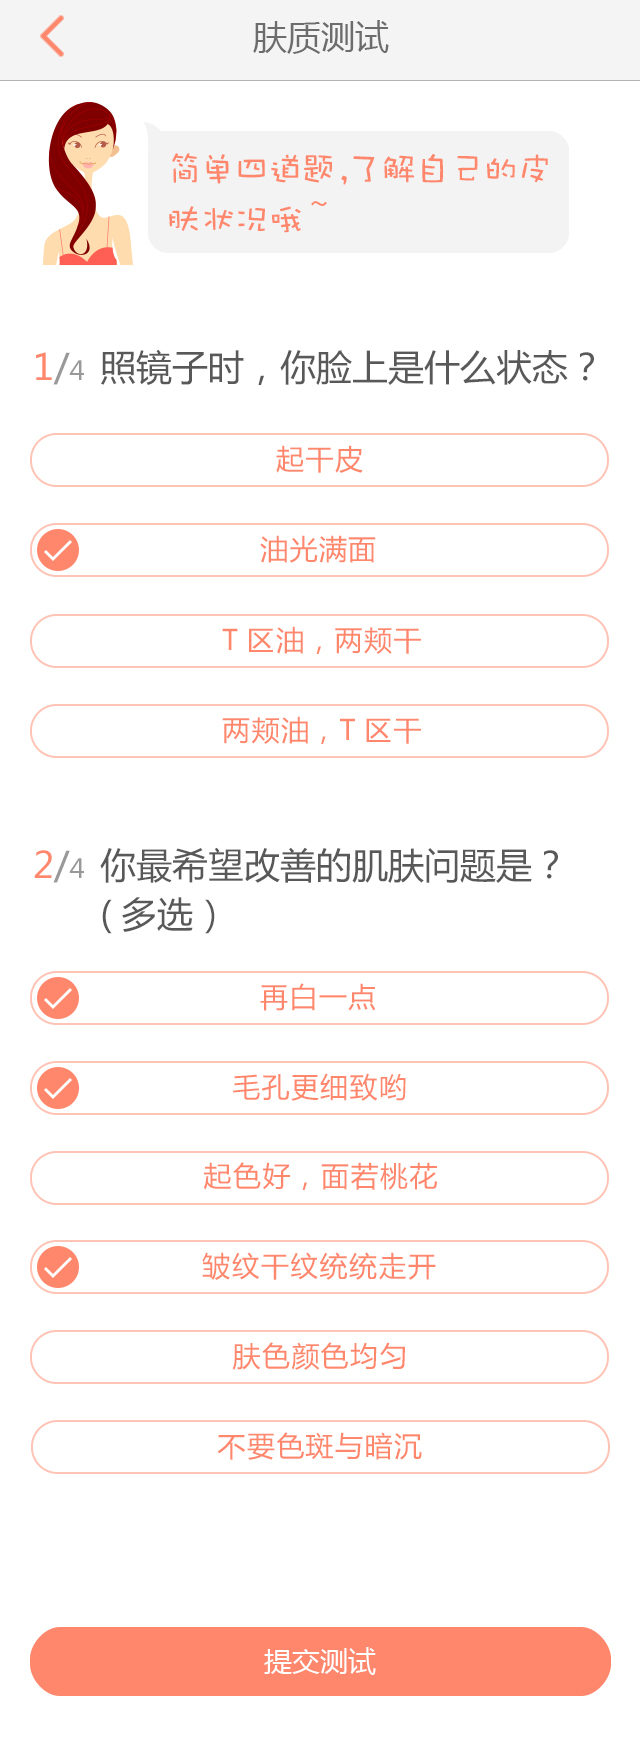 肤质测试
简单四道题,了解自己的皮
肤状况哦~
1/4 照镜子时，你脸上是什么状态？
起干皮
油光满面
T 区油，两颊干
两颊油，T 区干
2/4 你最希望改善的肌肤问题是？
（多选）
再白一点
毛孔更细致哟
起色好，面若桃花
皱纹干纹统统走开
肤色颜色均匀
不要色斑与暗沉
提交测试